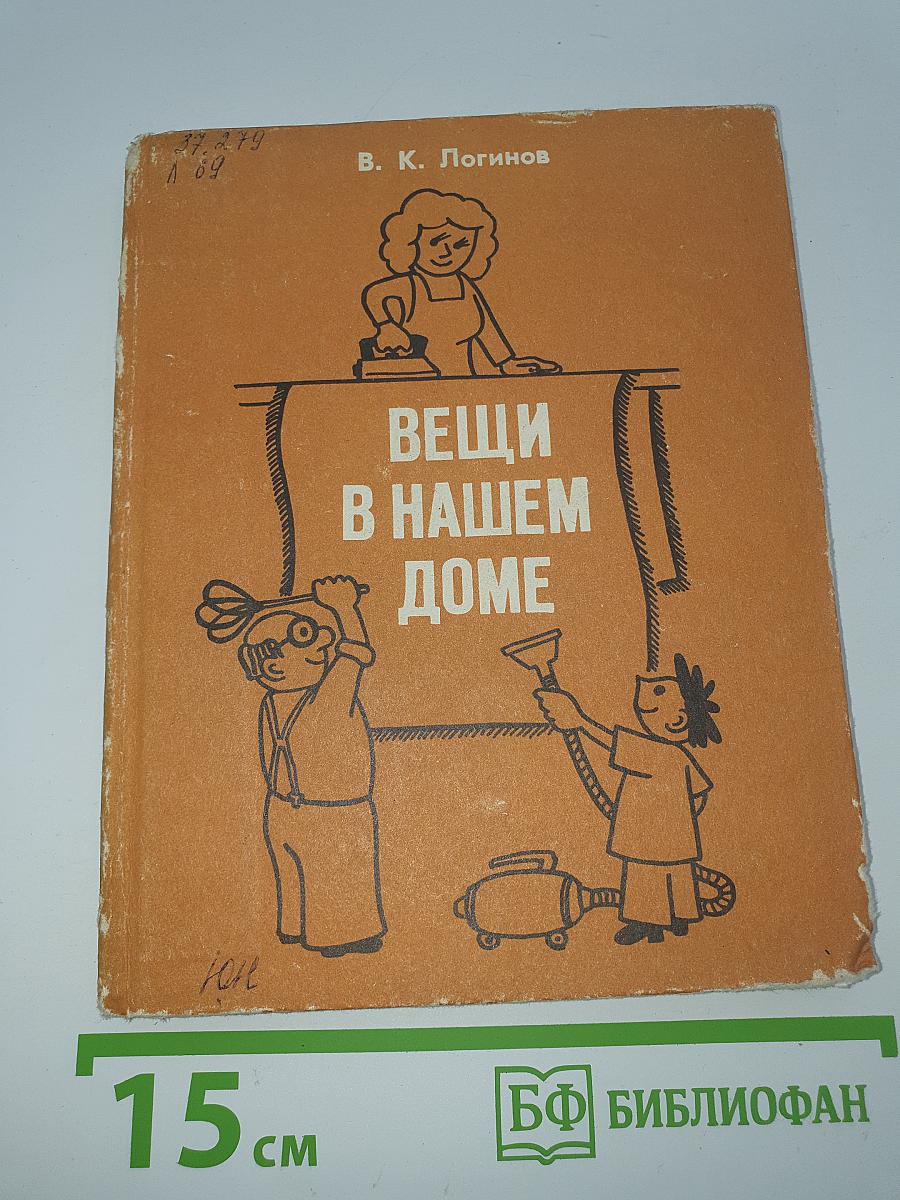 37.279
Л 69
В. К. Логинов
ВЕЩИ
В НАШЕМ
ДОМЕ
ЮН
15 см
БФ БИБЛИОФАН